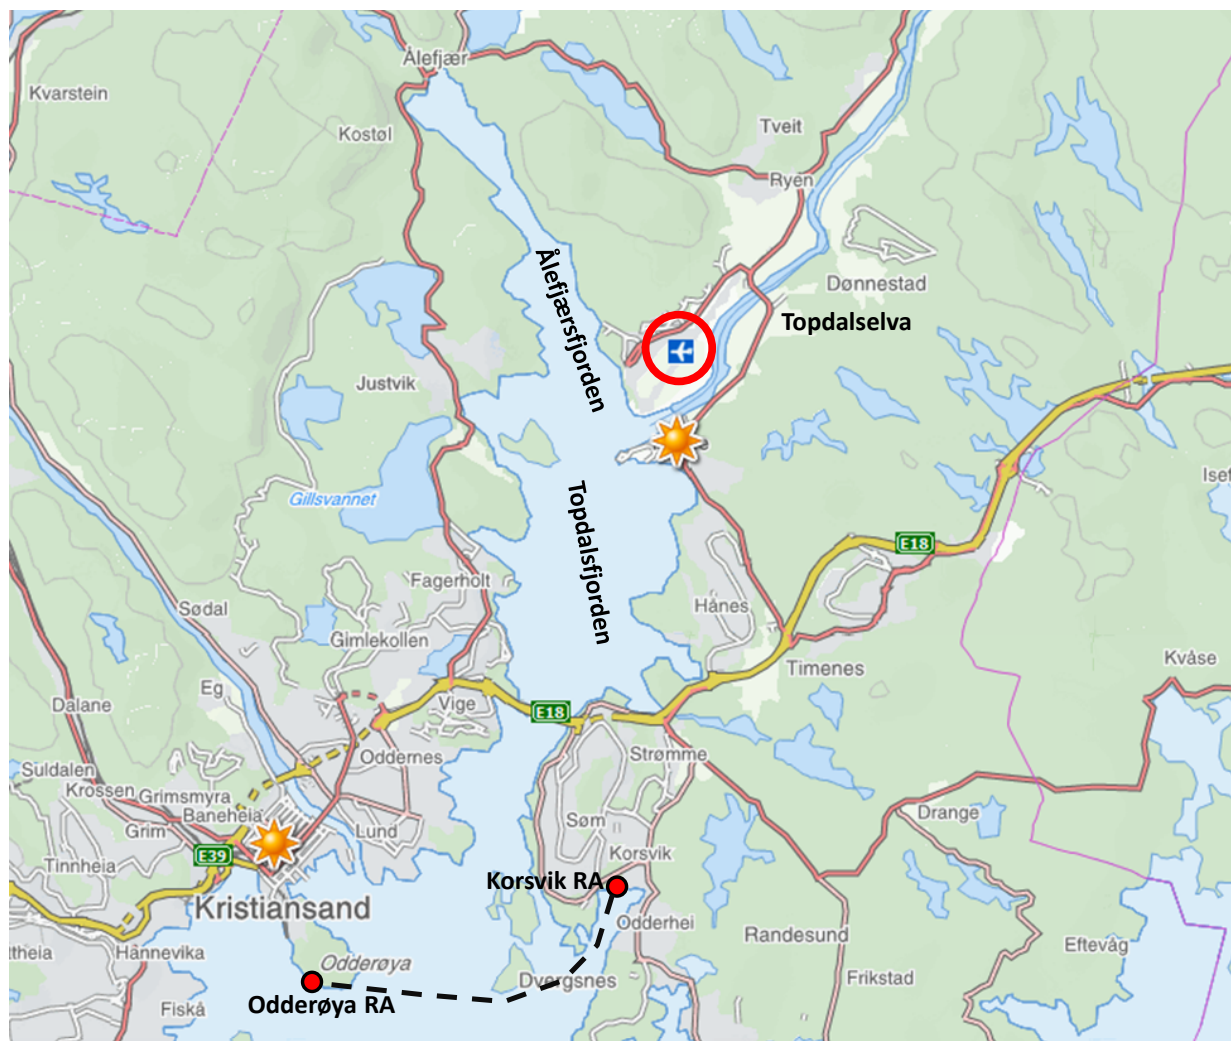 Ålefjær
Kvarstein
Kostøl
Tveit
Ryen
Ålefjærsfjorden
Dønnestad
Topdalselva
Justvik
Gillsvannet
Isef
Topdalsfjorden
E18
Fagerholt
Sødal
Hånes
Gimlekollen
Timenes
Kvåse
Eg
Dalane
Vige
E18
Oddernes
Strømme
Suldalen
Krossen
Grimsmyra
Baneheia
Grim
Lund
Søm
Drange
Tinnheia
E39
Korsvik
Korsvik RA
Kristiansand
Odderhei
Randesund
Eftevåg
ttheia
Hånnevika
Odderøya
Dvergsnes
Frikstad
Fiskå
Odderøya RA